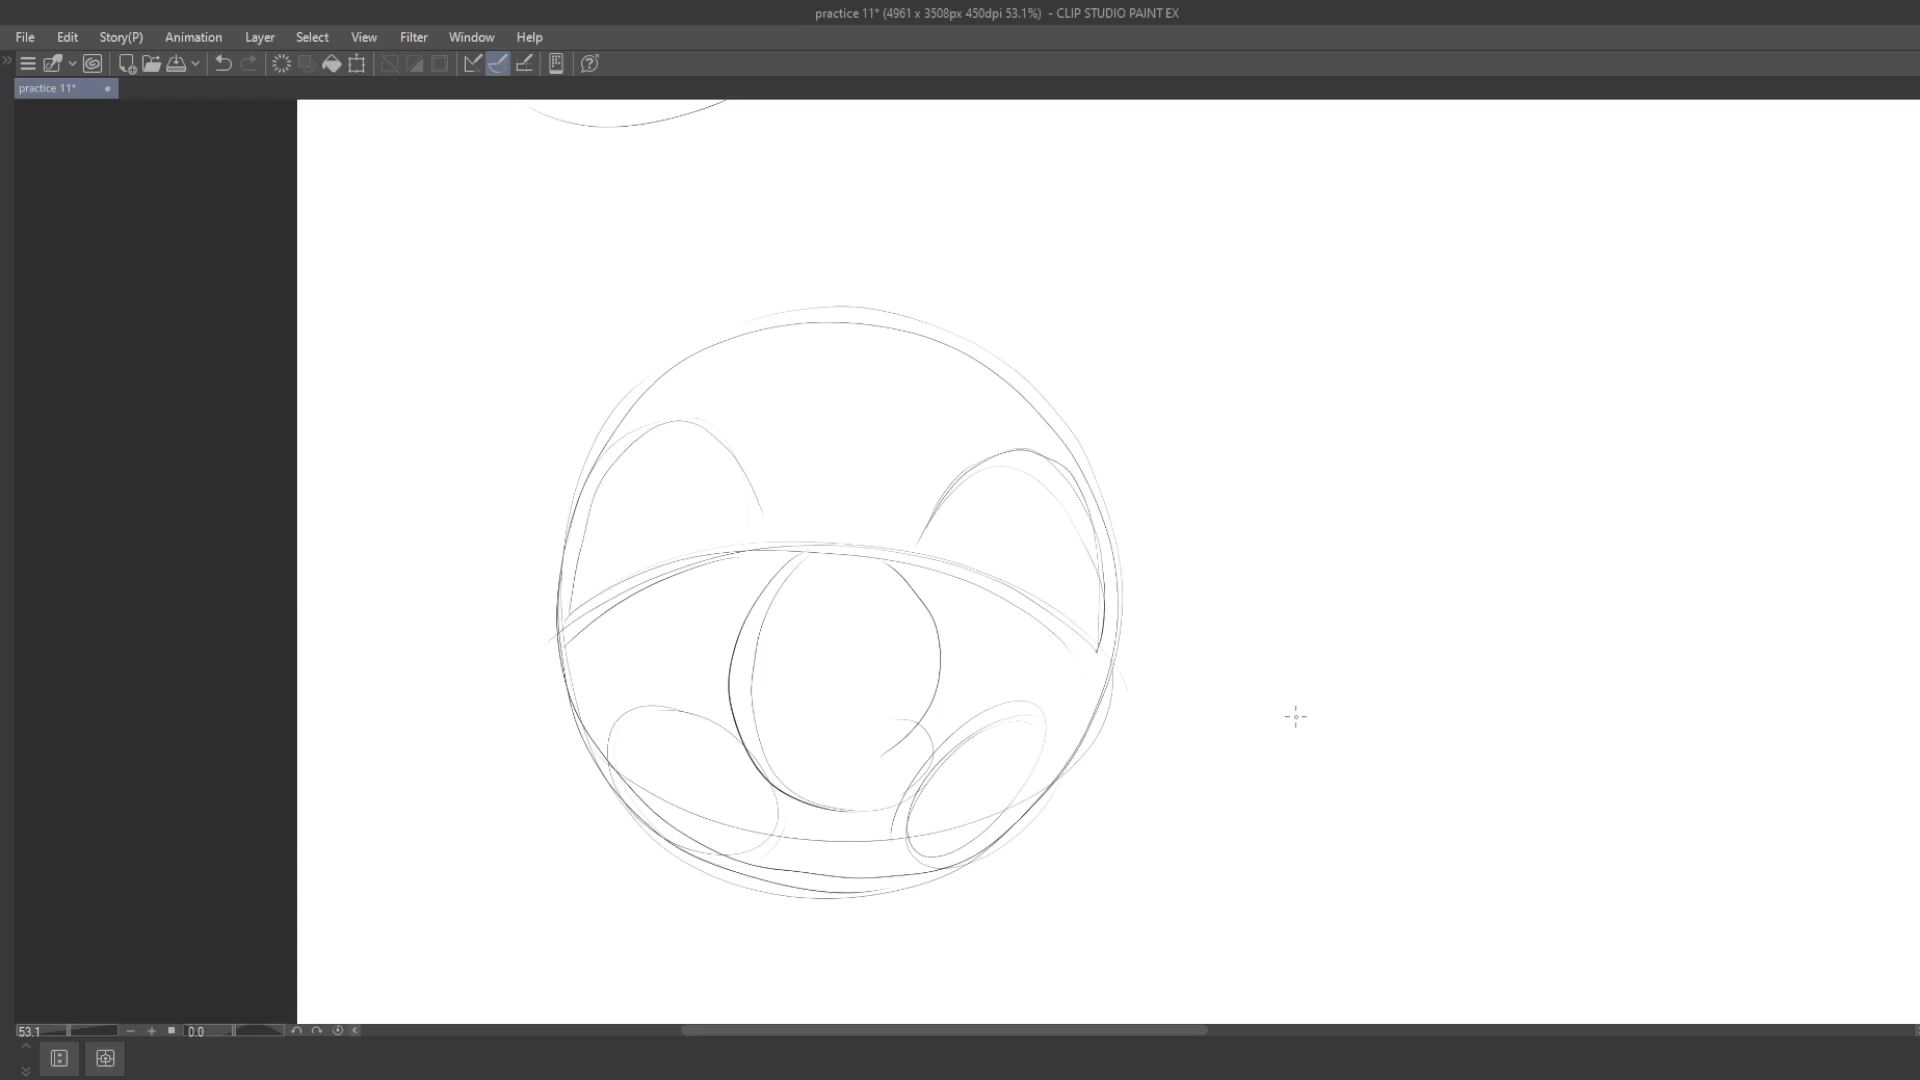 practice 11* (4961 x 3508px 450dpi 53.1%) - CLIP STUDIO PAINT EX
File Edit Story(P) Animation Layer Select View Filter Window Help
practice 11*
53.1 0.0